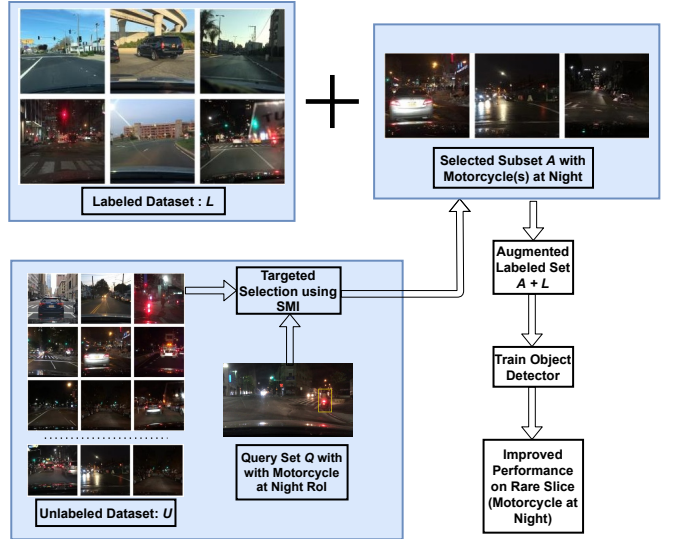 Labeled Dataset : L
Selected Subset A with
Motorcycle(s) at Night
Targeted
Selection using
SMI
Query Set Q with
with Motorcycle
at Night RoI
Unlabeled Dataset: U
Augmented
Labeled Set
A + L
Train Object
Detector
Improved
Performance
on Rare Slice
(Motorcycle at
Night)